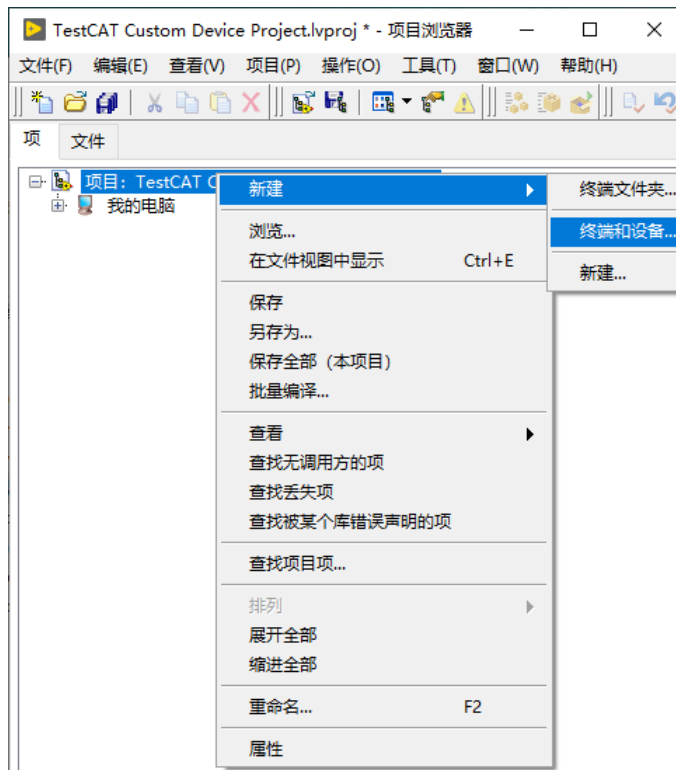 TestCAT Custom Device Project.lvproj * - 项目浏览器
文件(F) 编辑(E) 查看(V) 项目(P) 操作(O) 工具(T) 窗口(W) 帮助(H)
项 文件
项目: TestCAT C
我的电脑
新建
终端文件夹...
终端和设备...
新建...
浏览...
在文件视图中显示 Ctrl+E
保存
另存为...
保存全部（本项目）
批量编译...
查看
查找无调用方的项
查找丢失项
查找被某个库错误声明的项
查找项目项...
排列
展开全部
缩进全部
重命名... F2
属性